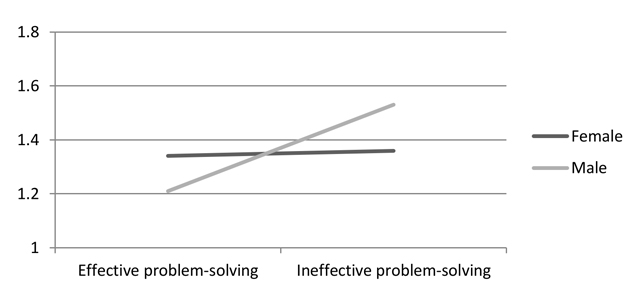 1.8
1.6
1.4
1.2
1
Effective problem-solving
Ineffective problem-solving
Female
Male